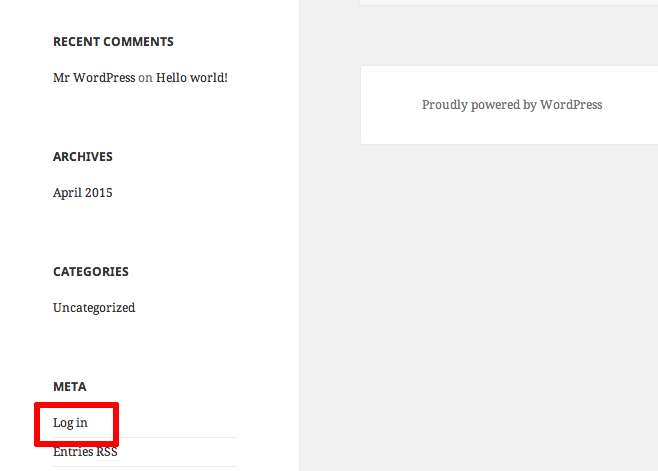 RECENT COMMENTS
Mr WordPress on Hello world!
ARCHIVES
April 2015
CATEGORIES
Uncategorized
META
Log in
Entries RSS
Proudly powered by WordPress